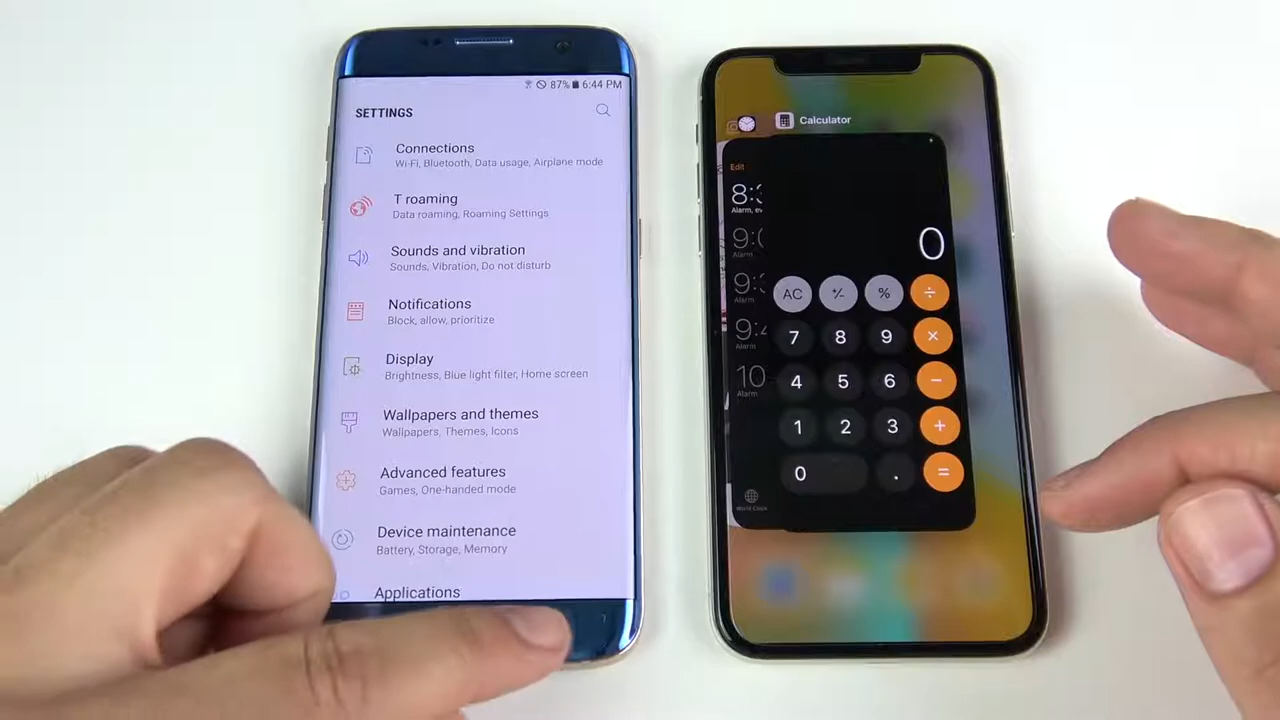 87% 6:44 PM
SETTINGS
Connections
Wi-Fi, Bluetooth, Data usage, Airplane mode
T roaming
Data roaming, Roaming Settings
Sounds and vibration
Sounds, Vibration, Do not disturb
Notifications
Block, allow, prioritize
Display
Brightness, Blue light filter, Home screen
Wallpapers and themes
Wallpapers, Themes, Icons
Advanced features
Games, One-handed mode
Device maintenance
Battery, Storage, Memory
Applications
Calculator
Edit
8:
Alarm, ev
9:0
Alarm
9:
Alarm
9:4
Alarm
10
Alarm
World Clock
0
AC +/- % ÷
7 8 9 ×
4 5 6 −
1 2 3 +
0 . =